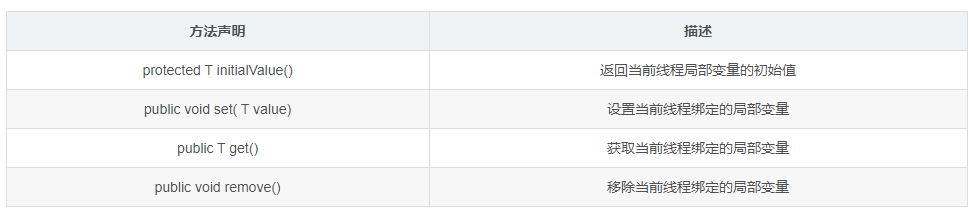 方法声明 描述
protected T initialValue() 返回当前线程局部变量的初始值
public void set( T value) 设置当前线程绑定的局部变量
public T get() 获取当前线程绑定的局部变量
public void remove() 移除当前线程绑定的局部变量